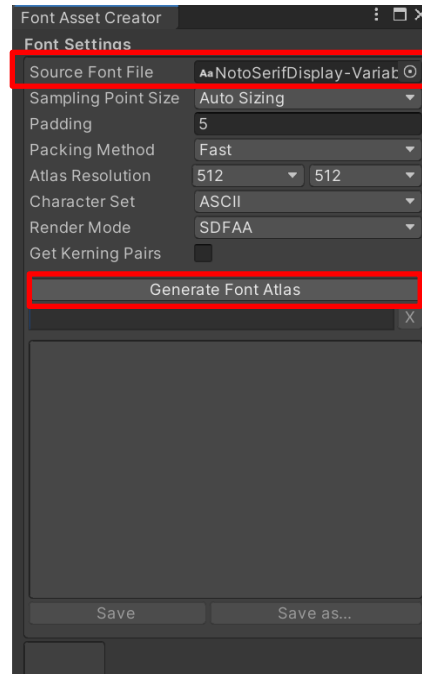 Font Asset Creator
Font Settings
Source Font File AaNotoSerifDisplay-Variab
Sampling Point Size Auto Sizing
Padding 5
Packing Method Fast
Atlas Resolution 512 512
Character Set ASCII
Render Mode SDFAA
Get Kerning Pairs
Generate Font Atlas
X
Save Save as...